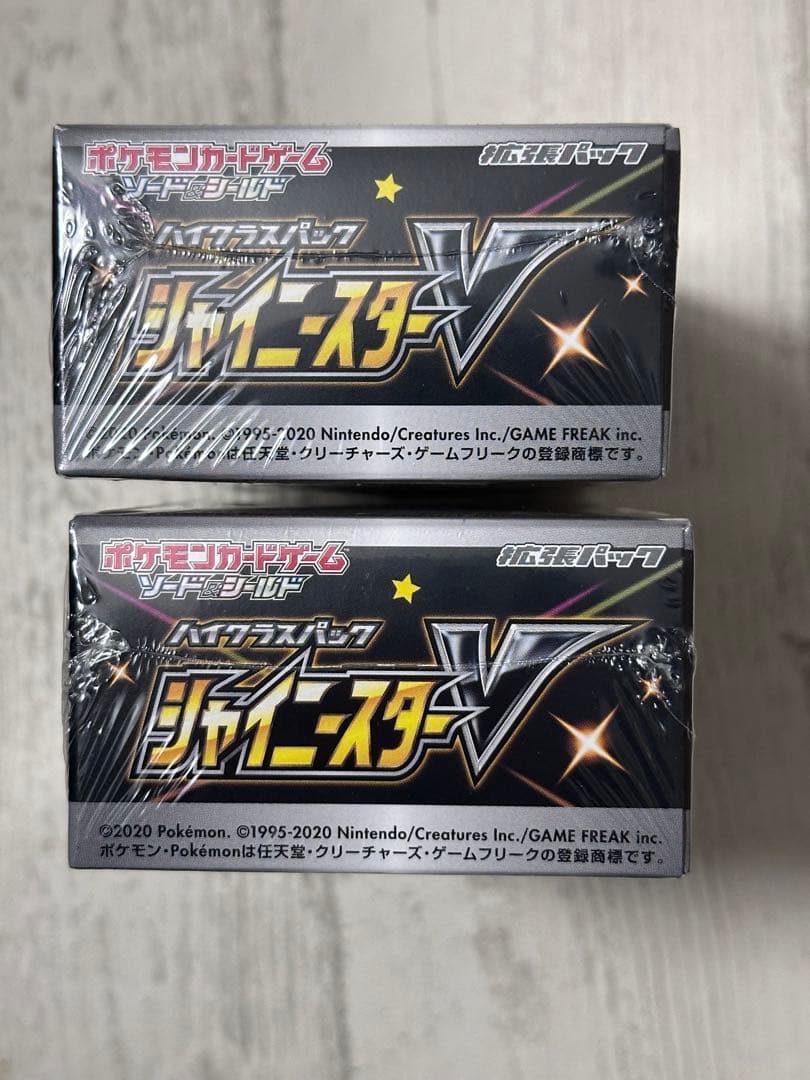 ポケモンカードゲーム
拡張パック
ソード&シールド
ハイクラスパック
シャイニースターV
©2020 Pokémon. ©1995-2020 Nintendo/Creatures Inc./GAME FREAK inc.
ポケモン・Pokémonは任天堂・クリーチャーズ・ゲームフリークの登録商標です。
ポケモンカードゲーム
拡張パック
ソード&シールド
ハイクラスパック
シャイニースターV
©2020 Pokémon. ©1995-2020 Nintendo/Creatures Inc./GAME FREAK inc.
ポケモン・Pokémonは任天堂・クリーチャーズ・ゲームフリークの登録商標です。